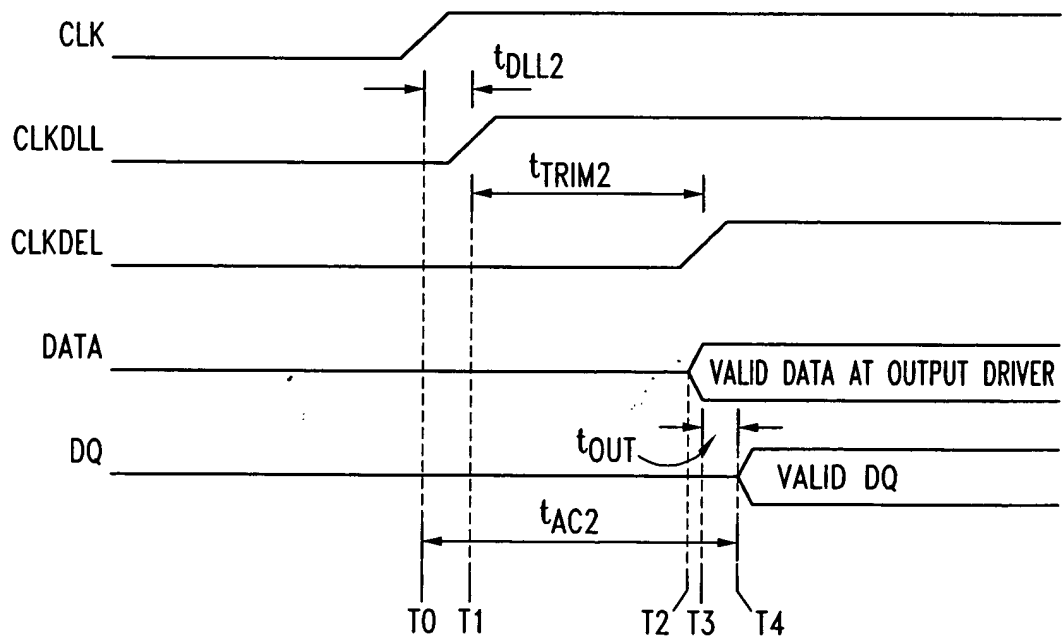 CLK
tDLL2
CLKDLL
tTRIM2
CLKDEL
DATA
VALID DATA AT OUTPUT DRIVER
tOUT
DQ
VALID DQ
tAC2
T0 T1 T2 T3 T4